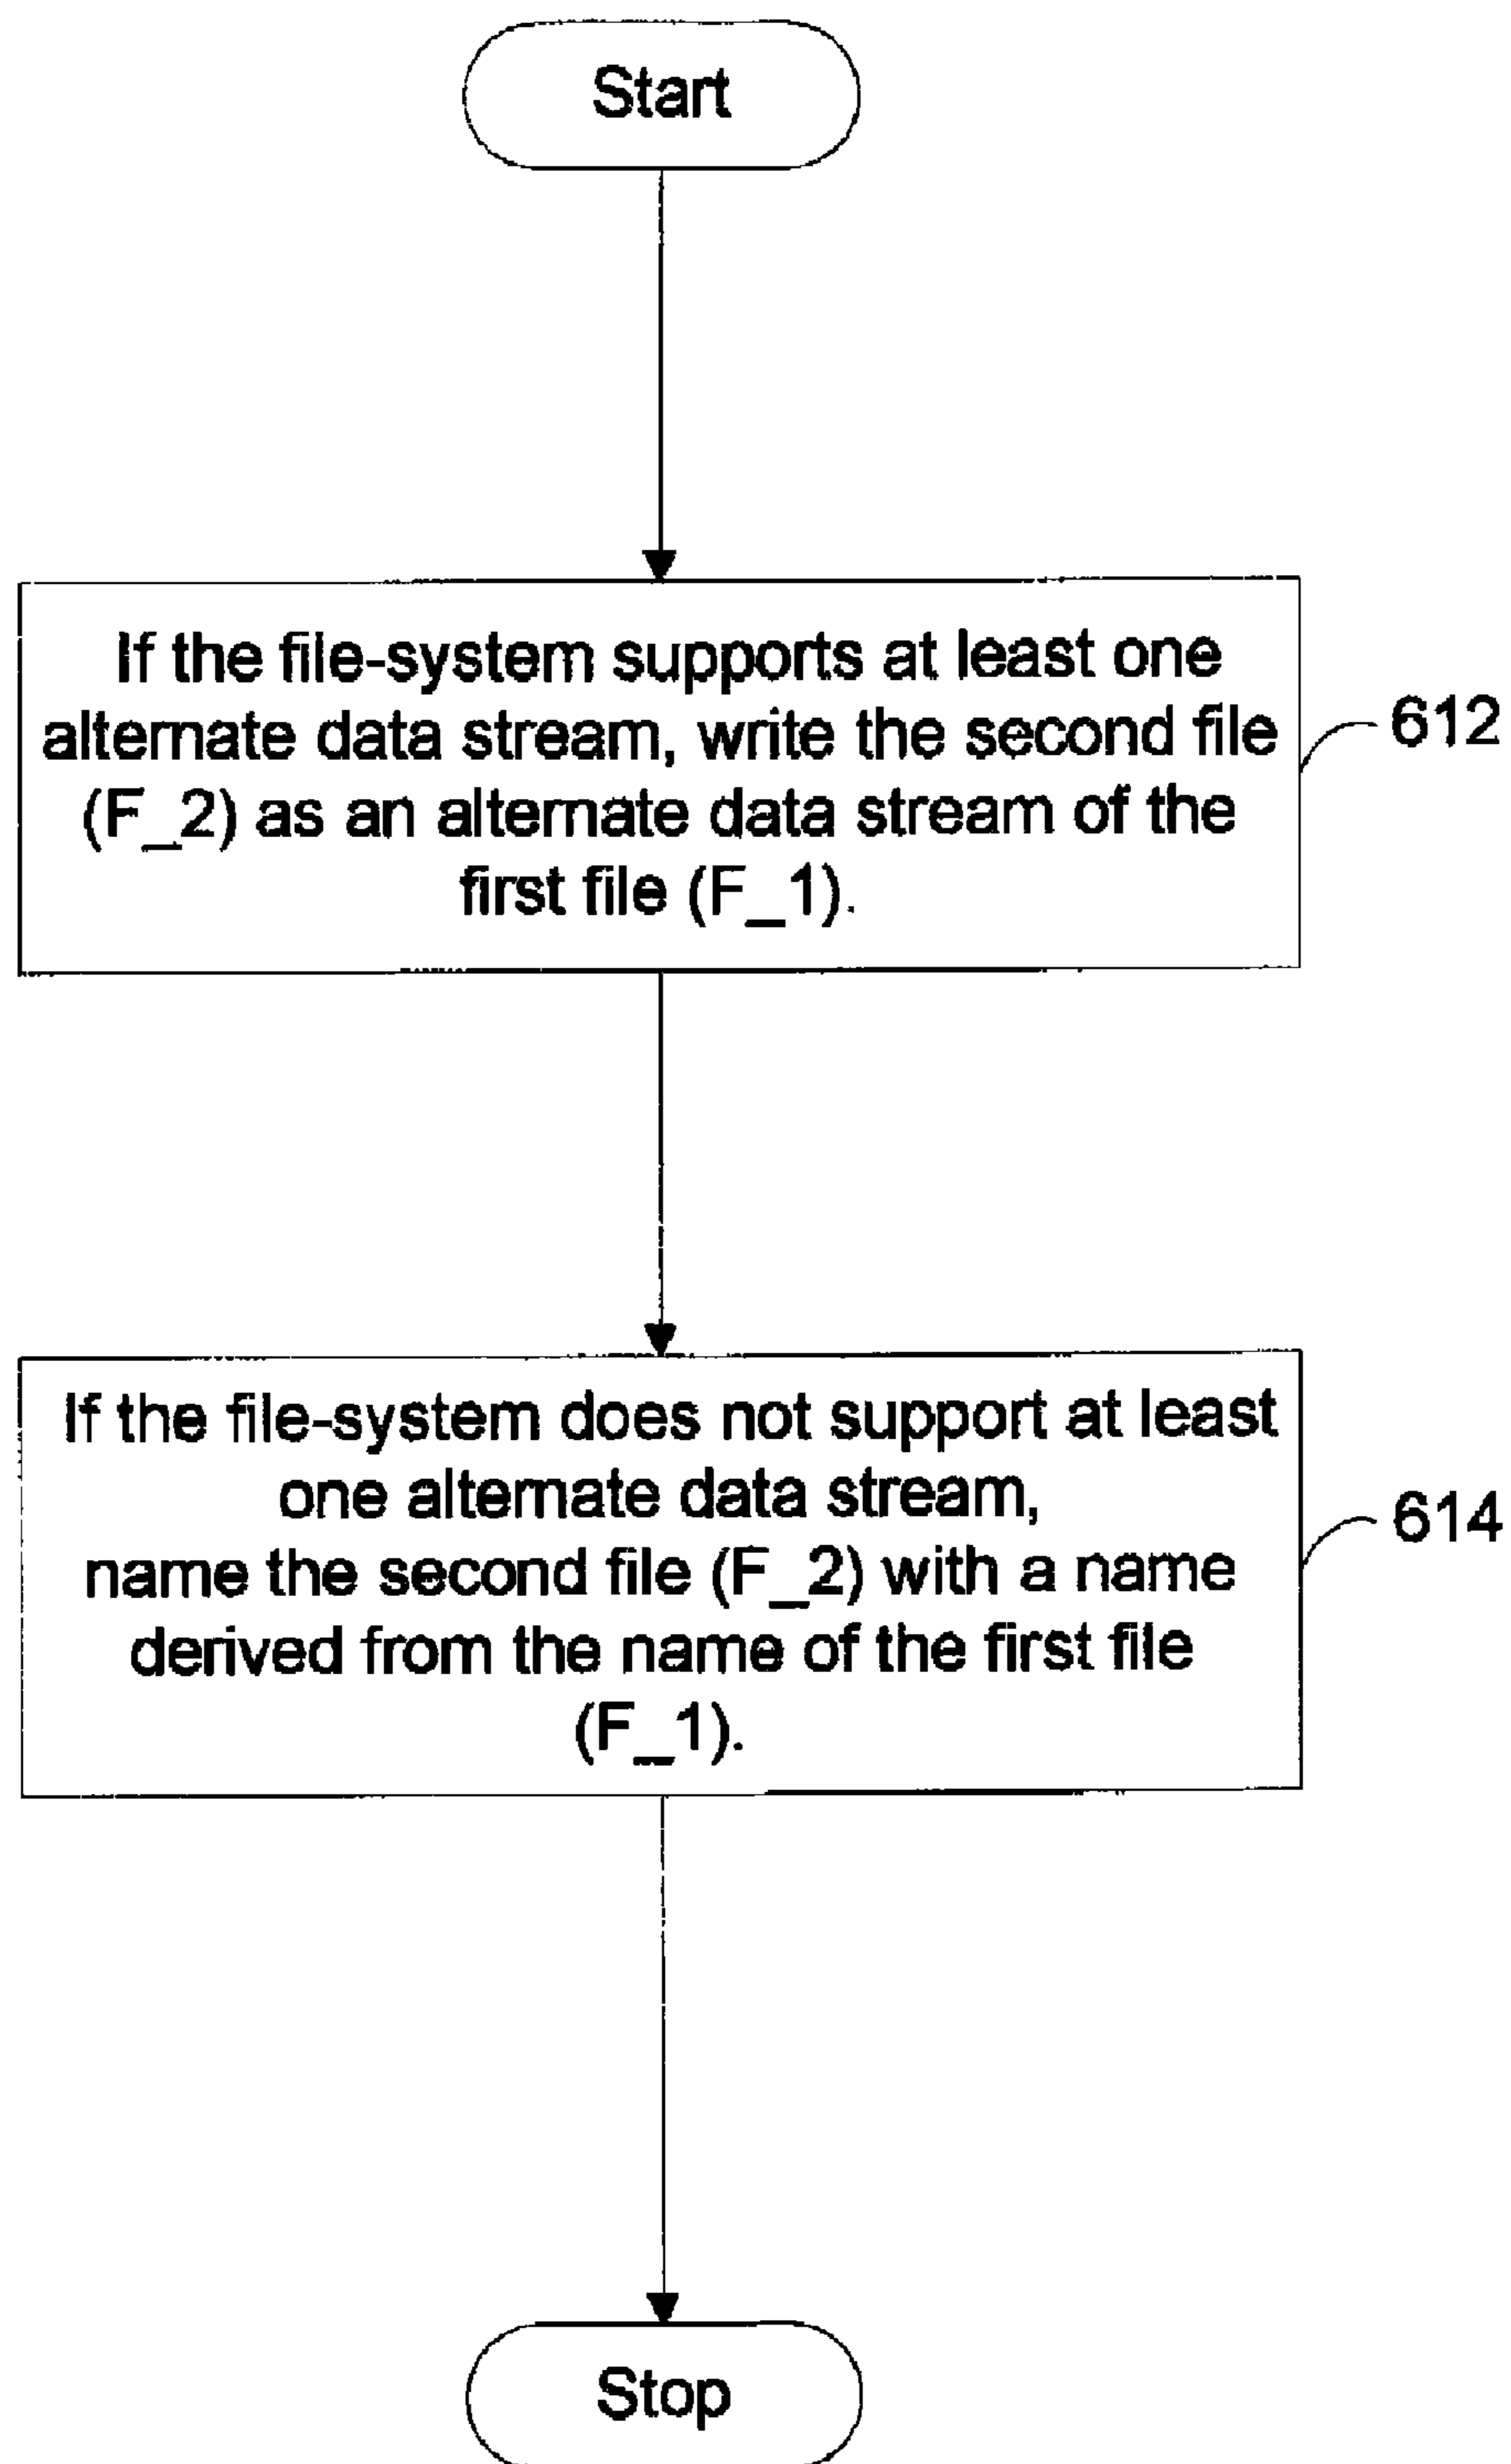 Start
If the file-system supports at least one
alternate data stream, write the second file
(F_2) as an alternate data stream of the
first file (F_1).
612
If the file-system does not support at least
one alternate data stream,
name the second file (F_2) with a name
derived from the name of the first file
(F_1).
614
Stop